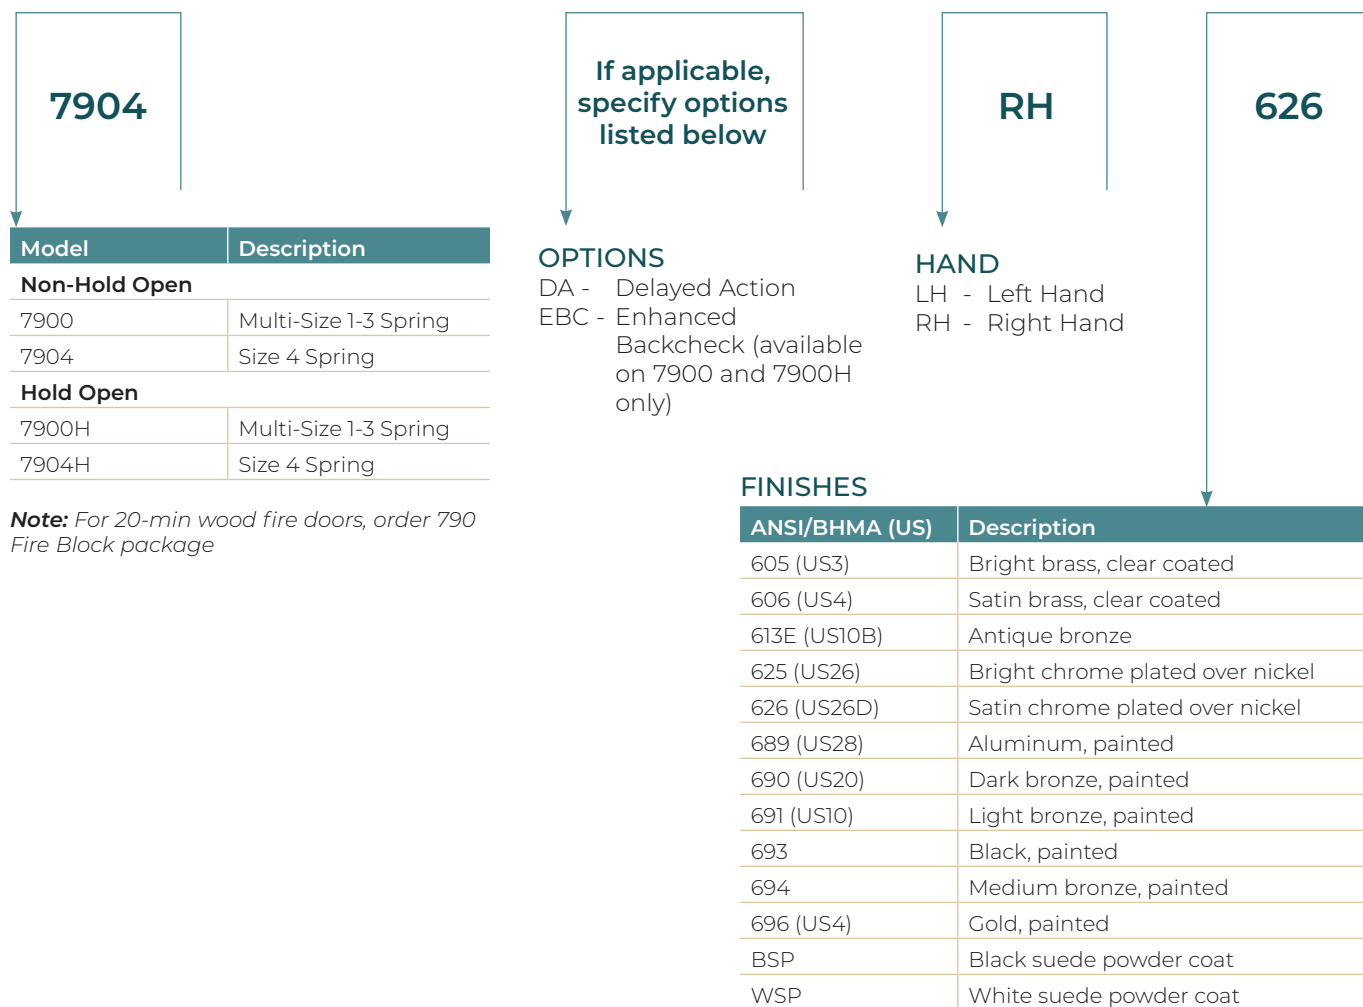 7904
If applicable,
specify options
listed below
RH
626
Model Description
Non-Hold Open
7900 Multi-Size 1-3 Spring
7904 Size 4 Spring
Hold Open
7900H Multi-Size 1-3 Spring
7904H Size 4 Spring
Note: For 20-min wood fire doors, order 790
Fire Block package
OPTIONS
DA - Delayed Action
EBC - Enhanced
Backcheck (available
on 7900 and 7900H
only)
HAND
LH - Left Hand
RH - Right Hand
FINISHES
ANSI/BHMA (US) Description
605 (US3) Bright brass, clear coated
606 (US4) Satin brass, clear coated
613E (US10B) Antique bronze
625 (US26) Bright chrome plated over nickel
626 (US26D) Satin chrome plated over nickel
689 (US28) Aluminum, painted
690 (US20) Dark bronze, painted
691 (US10) Light bronze, painted
693 Black, painted
694 Medium bronze, painted
696 (US4) Gold, painted
BSP Black suede powder coat
WSP White suede powder coat